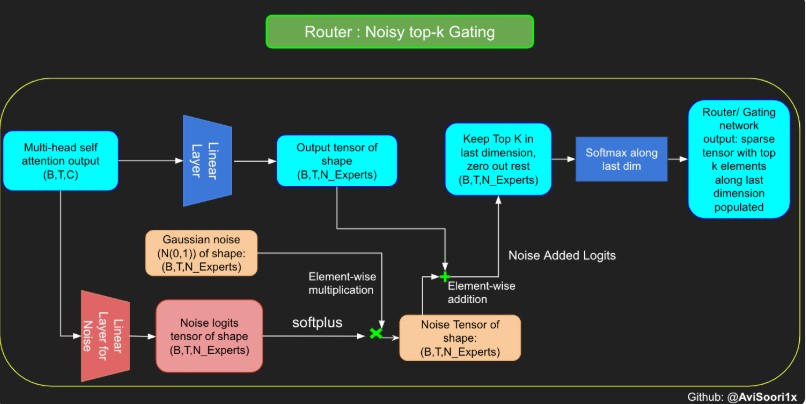 Router : Noisy top-k Gating
Multi-head self
attention output
(B,T,C)
Linear
Layer
Output tensor of
shape
(B,T,N_Experts)
Keep Top K in
last dimension,
zero out rest
(B,T,N_Experts)
Softmax along
last dim
Router/ Gating
network
output: sparse
tensor with top
k elements
along last
dimension
populated
Gaussian noise
(N(0,1)) of shape:
(B,T,N_Experts)
Element-wise
multiplication
Noise Added Logits
Element-wise
addition
Linear
Layer for
Noise
Noise logits
tensor of shape
(B,T,N_Experts)
softplus
Noise Tensor of
shape:
(B,T,N_Experts)
Github: @AviSoori1x